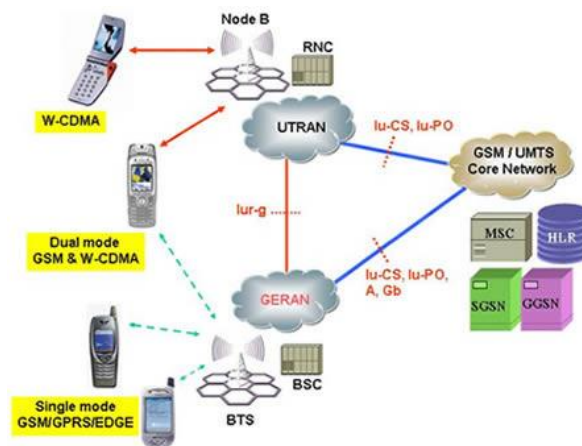 Node B
RNC
W-CDMA
UTRAN
Iu-CS, Iu-PO
GSM / UMTS
Core Network
Iur-g
MSC
HLR
Dual mode
GSM & W-CDMA
Iu-CS, Iu-PO,
A, Gb
GERAN
SGSN
GGSN
BSC
Single mode
GSM/GPRS/EDGE
BTS